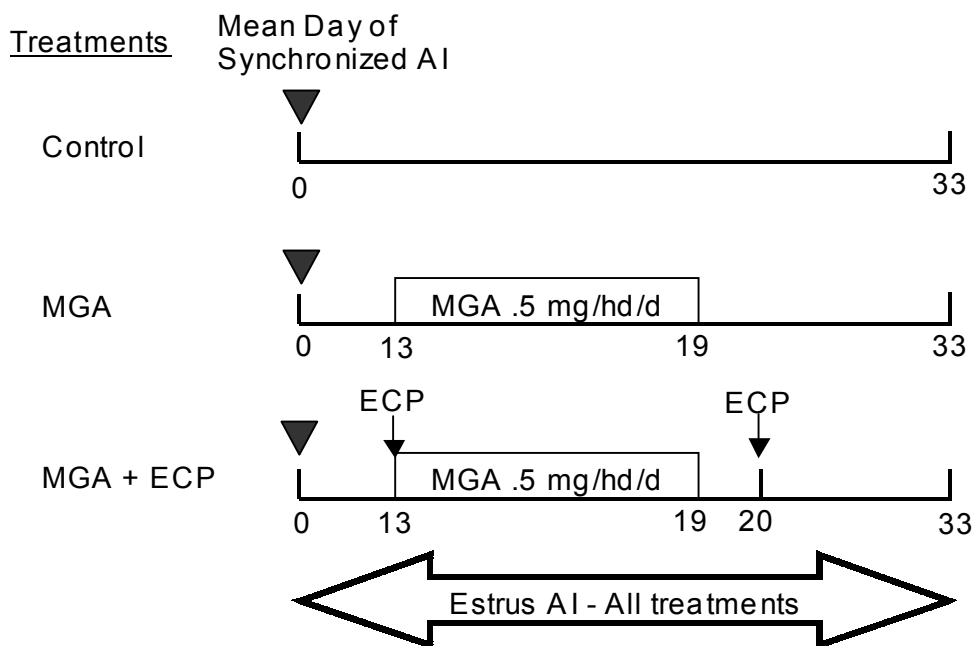 Treatments
Mean Day of
Synchronized AI
Control
0
33
MGA
MGA .5 mg/hd/d
0
13
19
33
ECP
ECP
MGA + ECP
MGA .5 mg/hd/d
0
13
19
20
33
Estrus AI - All treatments